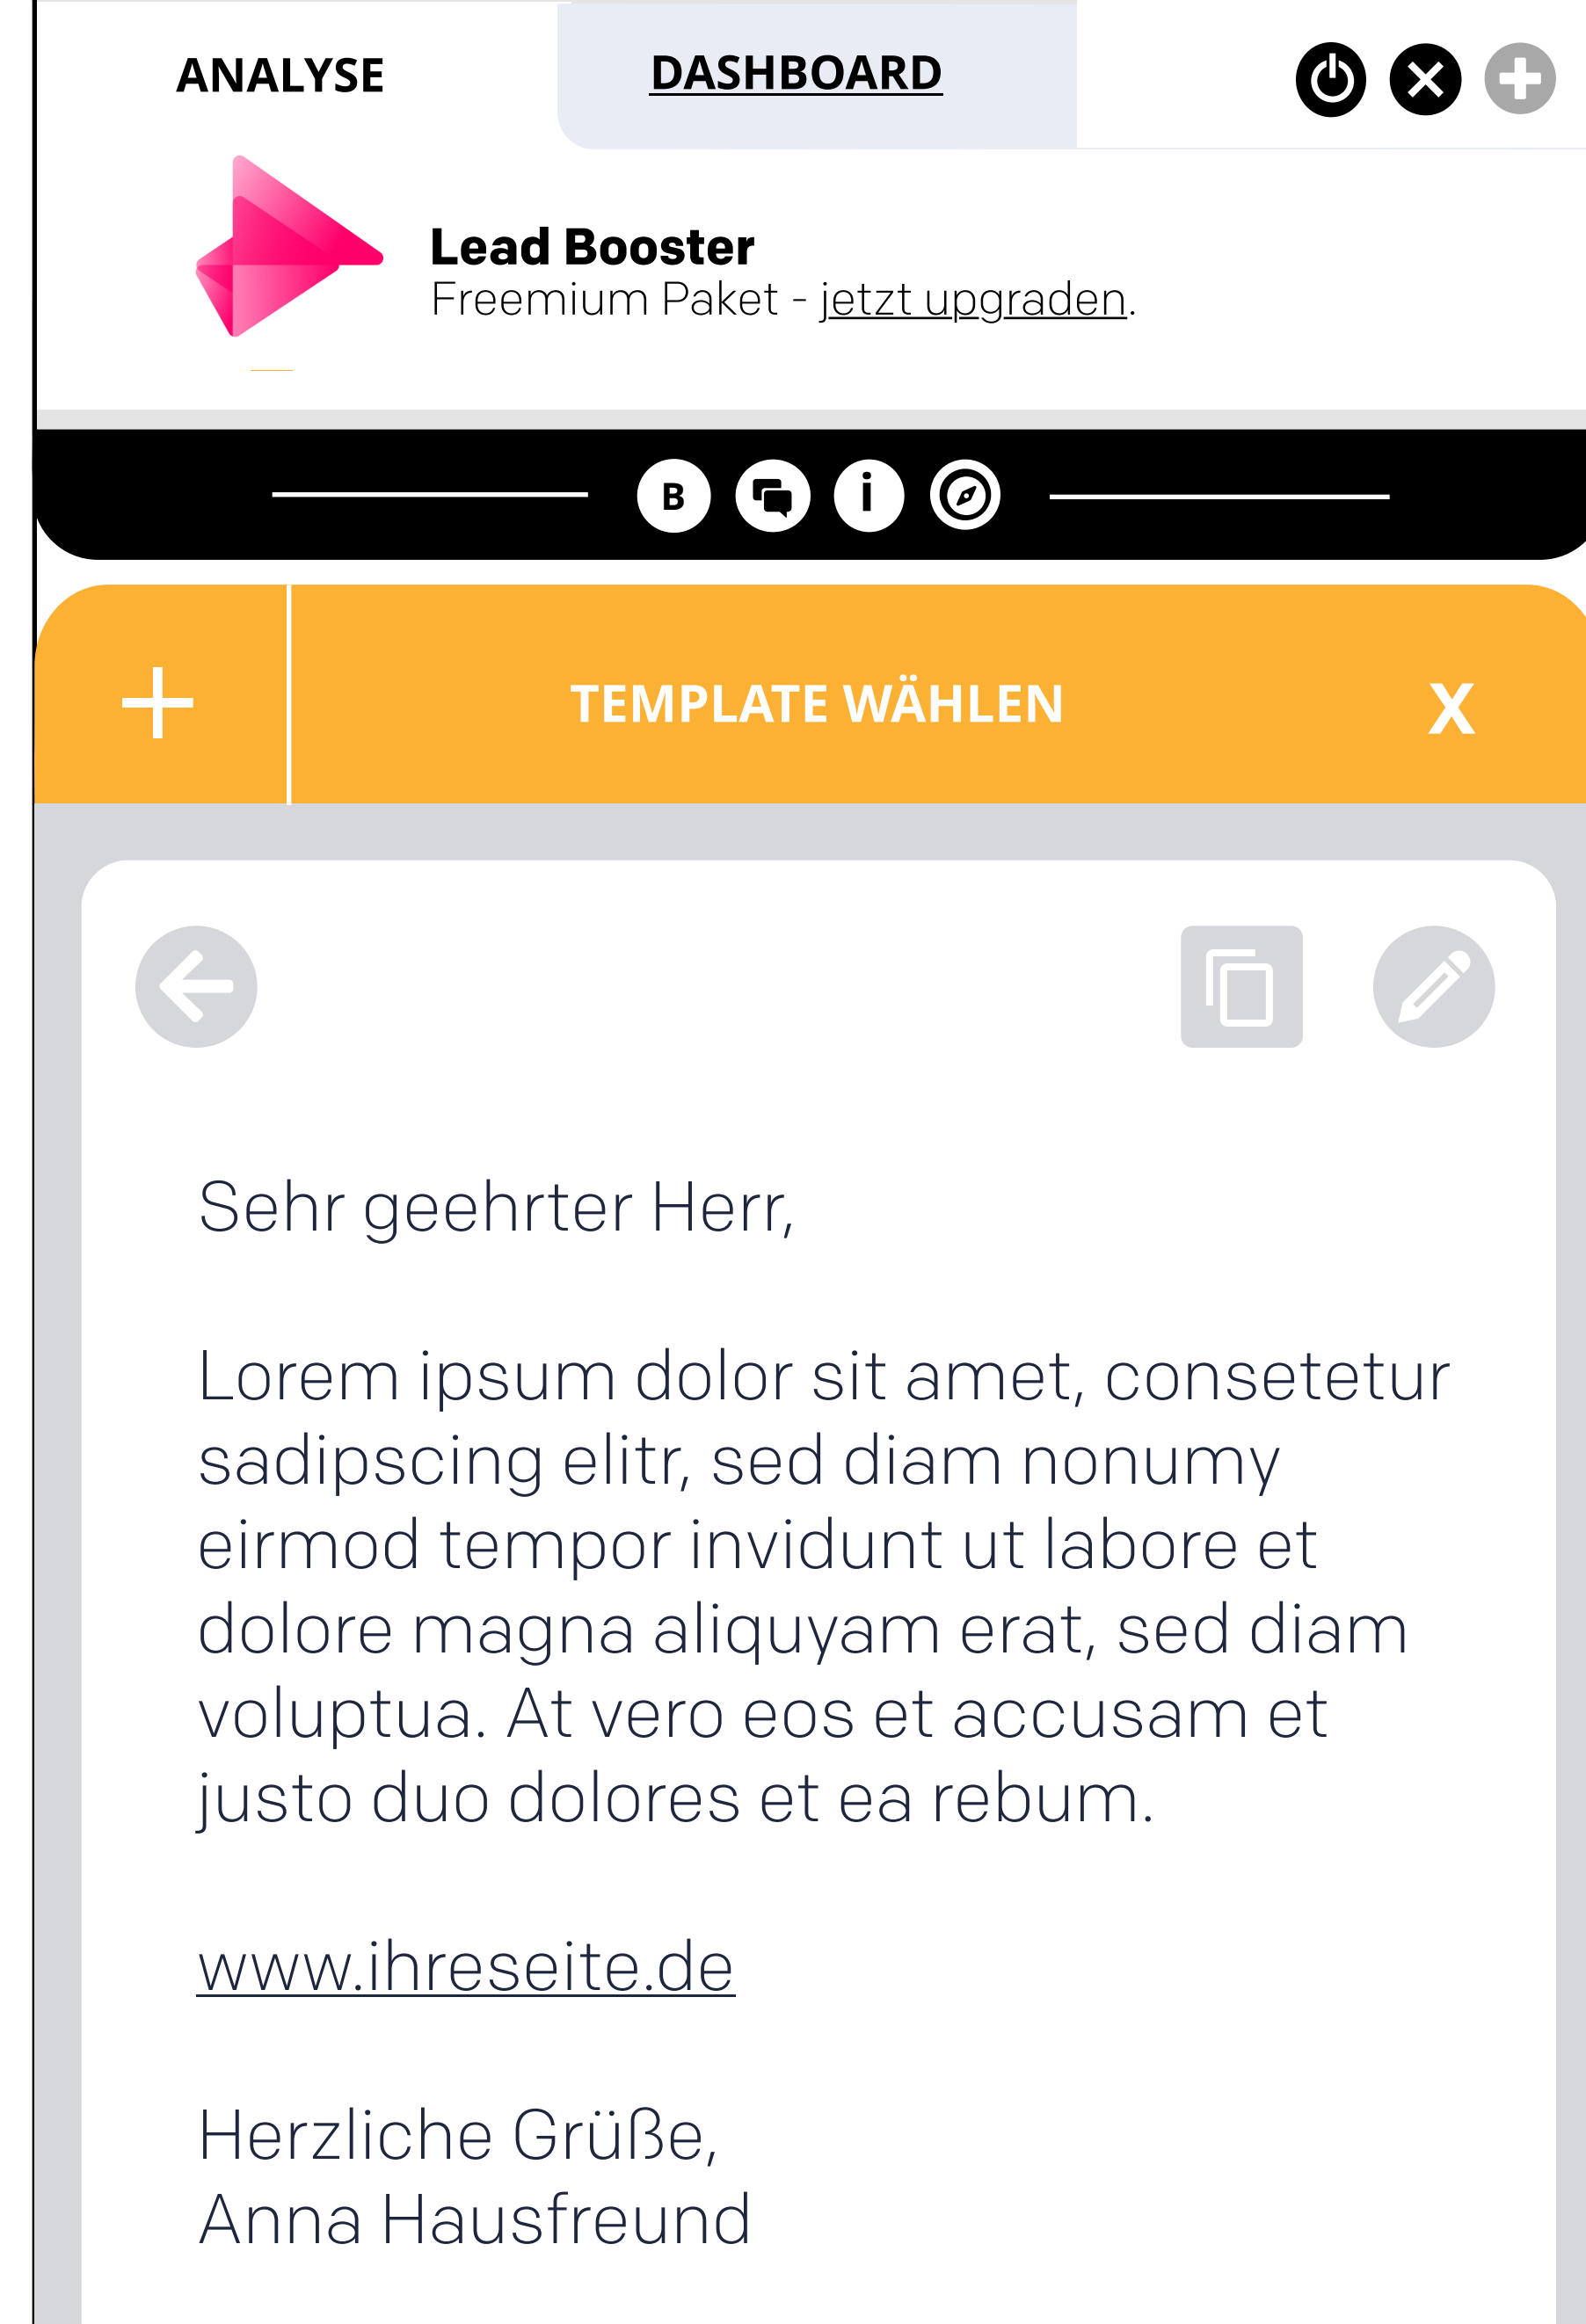 ANALYSE
DASHBOARD
Lead Booster
Freemium Paket - jetzt upgraden.
B
i
TEMPLATE WÄHLEN
X
Sehr geehrter Herr,
Lorem ipsum dolor sit amet, consetetur
sadipscing elitr, sed diam nonumy
eirmod tempor invidunt ut labore et
dolore magna aliquyam erat, sed diam
voluptua. At vero eos et accusam et
justo duo dolores et ea rebum.
www.ihreseite.de
Herzliche Grüße,
Anna Hausfreund